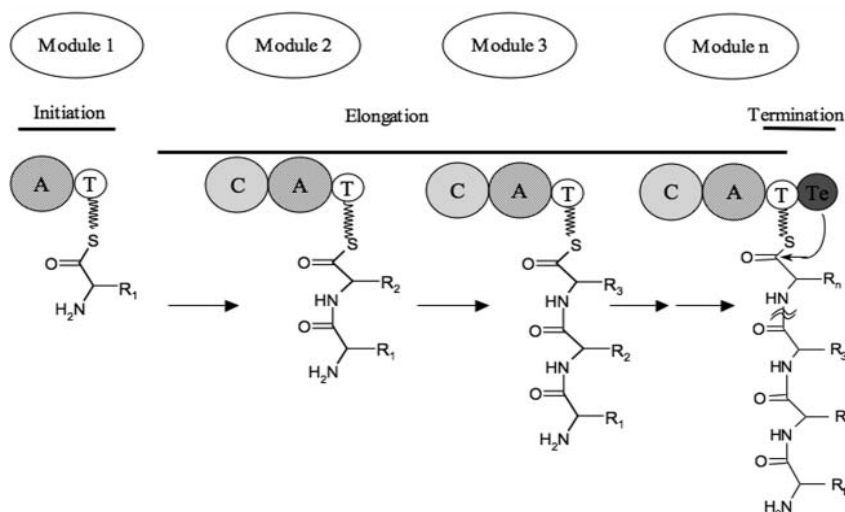 Module 1 Module 2 Module 3 Module n
Initiation Elongation Termination
A T C A T C A T C A T Te
S S S S
O O O O
R₁ R₂ R₃ Rₙ
H₂N HN HN HN
O O O
R₁ R₂ R₃
H₂N HN HN
O O
R₁ R
H₂N HN
O
R₁
H₂N